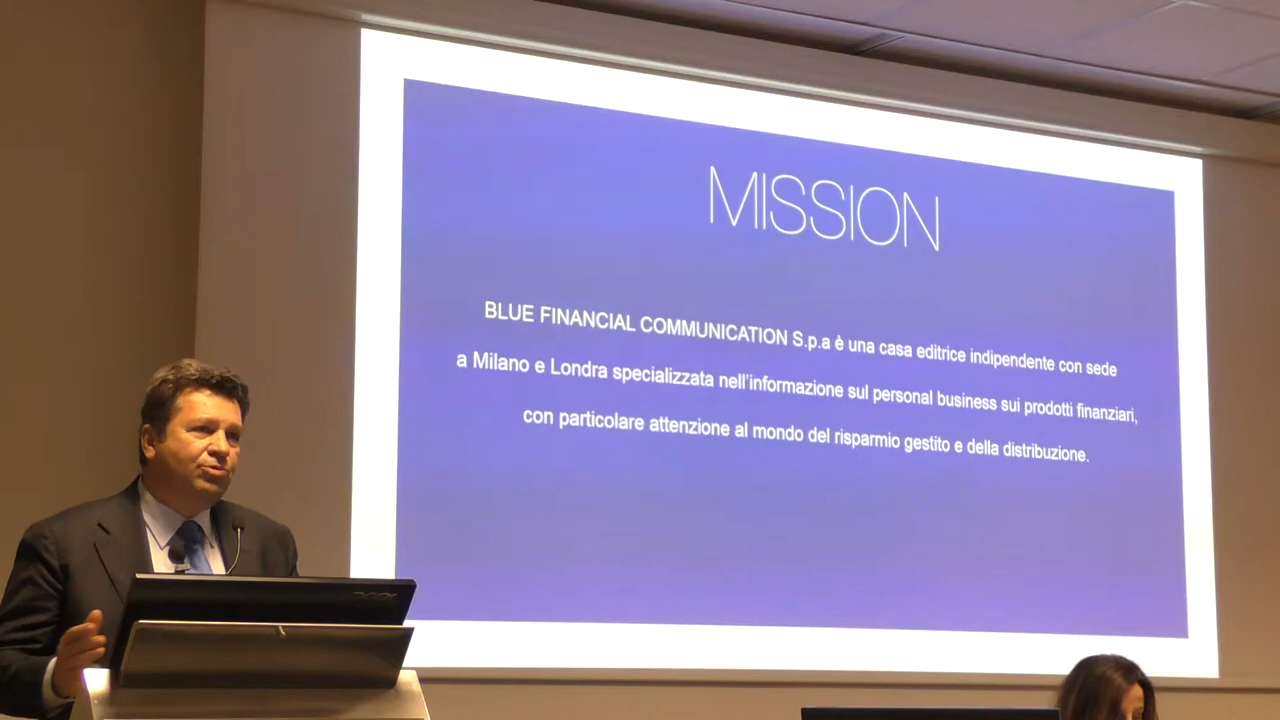 MISSION
BLUE FINANCIAL COMMUNICATION S.p.a è una casa editrice indipendente con sede
a Milano e Londra specializzata nell'informazione sul personal business sui prodotti finanziari,
con particolare attenzione al mondo del risparmio gestito e della distribuzione.
acer